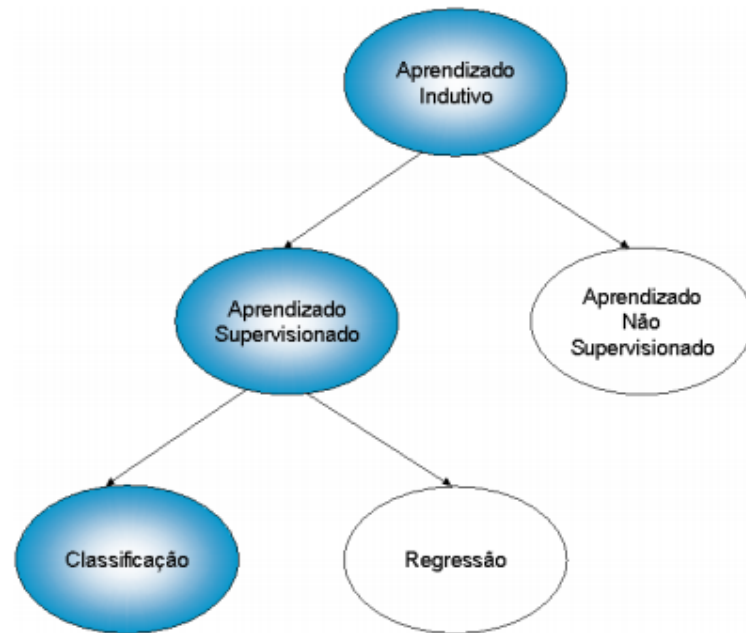 Aprendizado
Indutivo
Aprendizado
Supervisionado
Aprendizado
Não
Supervisionado
Classificação
Regressão